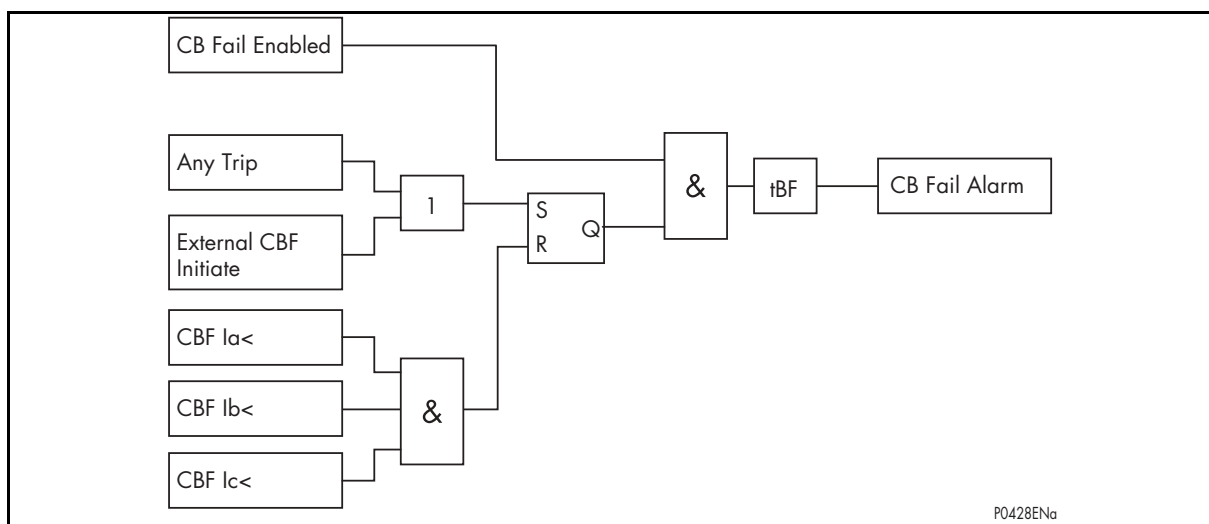 CB Fail Enabled
Any Trip
External CBF
Initiate
CBF Ia<
CBF Ib<
CBF Ic<
1
&
S
R
Q
&
tBF
CB Fail Alarm
P0428ENa